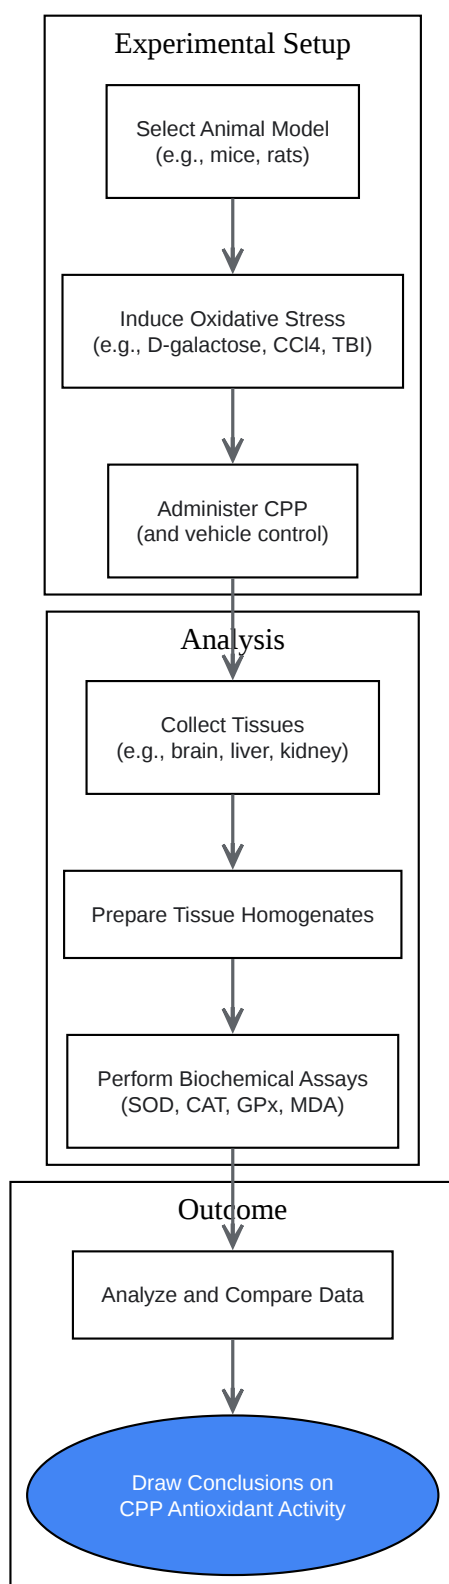 Experimental Setup
Select Animal Model
(e.g., mice, rats)
Induce Oxidative Stress
(e.g., D-galactose, CCl4, TBI)
Administer CPP
(and vehicle control)
Analysis
Collect Tissues
(e.g., brain, liver, kidney)
Prepare Tissue Homogenates
Perform Biochemical Assays
(SOD, CAT, GPx, MDA)
Outcome
Analyze and Compare Data
Draw Conclusions on
CPP Antioxidant Activity